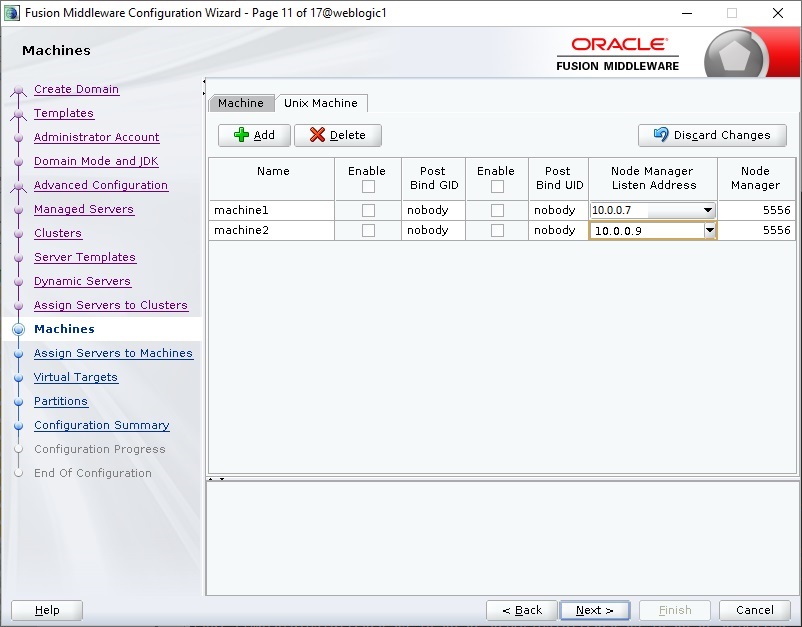 Fusion Middleware Configuration Wizard - Page 11 of 17@weblogic1
Machines
ORACLE
FUSION MIDDLEWARE
Create Domain
Templates
Administrator Account
Domain Mode and JDK
Advanced Configuration
Managed Servers
Clusters
Server Templates
Dynamic Servers
Assign Servers to Clusters
Machines
Assign Servers to Machines
Virtual Targets
Partitions
Configuration Summary
Configuration Progress
End Of Configuration
Machine Unix Machine
Add Delete Discard Changes
Name Enable Post Bind GID Enable Post Bind UID Node Manager Listen Address Node Manager
machine1 nobody nobody 10.0.0.7 5556
machine2 nobody nobody 10.0.0.9 5556
Help < Back Next > Finish Cancel